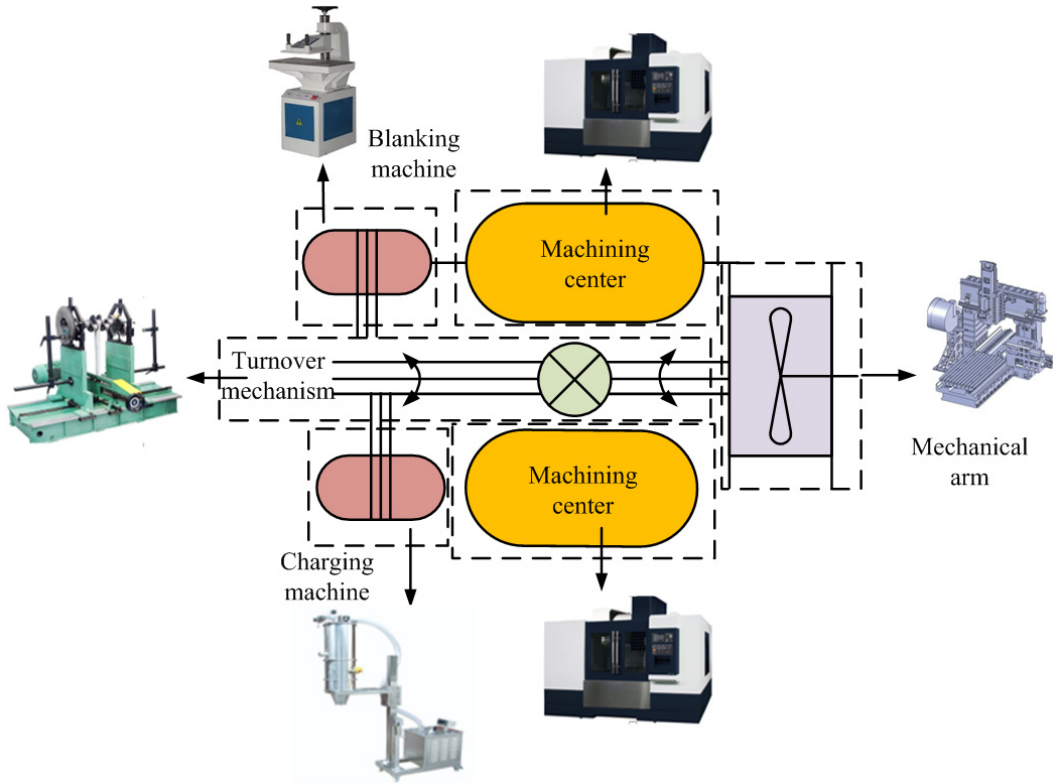 Blanking
machine
Machining
center
Turnover
mechanism
Mechanical
arm
Machining
center
Charging
machine